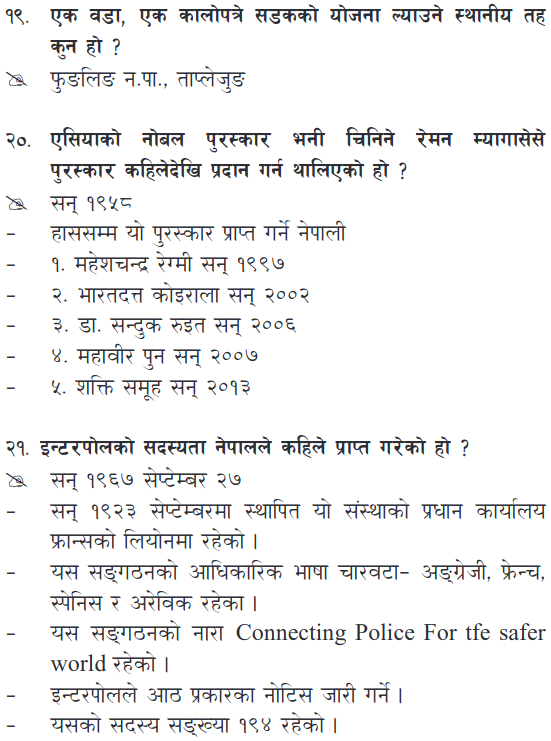 १९. एक वडा, एक कालोपत्रे सडकको योजना ल्याउने स्थानीय तह
कुन हो ?
फुङलिङ न.पा., ताप्लेजुङ
२०. एसियाको नोबल पुरस्कार भनी चिनिने रेमन म्यागासेसे
पुरस्कार कहिलेदेखि प्रदान गर्न थालिएको हो ?
सन् १९५८
- हाससम्म यो पुरस्कार प्राप्त गर्ने नेपाली
- १. महेशचन्द्र रेग्मी सन् १९९७
- २. भारतदत्त कोइराला सन् २००२
- ३. डा. सन्दुक रुइत सन् २००६
- ४. महावीर पुन सन् २००७
- ५. शक्ति समूह सन् २०१३
२१. इन्टरपोलको सदस्यता नेपालले कहिले प्राप्त गरेको हो ?
सन् १९६७ सेप्टेम्बर २७
- सन् १९२३ सेप्टेम्बरमा स्थापित यो संस्थाको प्रधान कार्यालय
फ्रान्सको लियोनमा रहेको ।
- यस सङ्गठनको आधिकारिक भाषा चारवटा- अङ्ग्रेजी, फ्रेन्च,
स्पेनिस र अरेविक रहेका ।
- यस सङ्गठनको नारा Connecting Police For tfe safer
world रहेको ।
- इन्टरपोलले आठ प्रकारका नोटिस जारी गर्ने ।
- यसको सदस्य सङ्ख्या १९४ रहेको ।